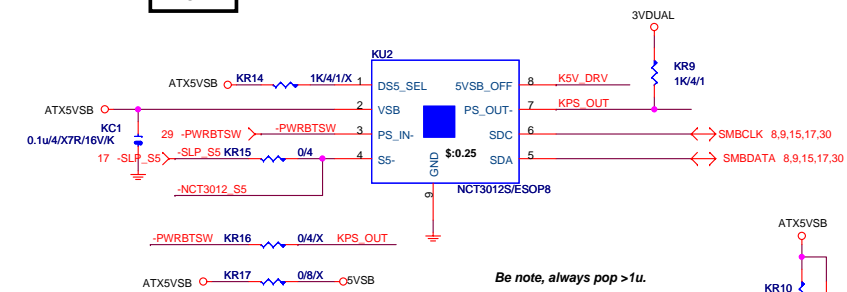 3VDUAL
KU2
ATX5VSB KR14 1K/4/1/X 1 DS5_SEL 5VSB_OFF 8 K5V_DRV KR9
1K/4/1
ATX5VSB 2 VSB PS_OUT- 7 KPS_OUT
KC1
0.1u/4/X7R/16V/K
29 -PWRBTSW -PWRBTSW 3 PS_IN- SDC 6 SMBCLK 8,9,15,17,30
17 -SLP_S5 -SLP_S5 KR15 0/4 4 S5- GND $:0.25 SDA 5 SMBDATA 8,9,15,17,30
-NCT3012_S5 9 NCT3012S/ESOP8
ATX5VSB
-PWRBTSW KR16 0/4/X KPS_OUT
ATX5VSB KR17 0/8/X 5VSB Be note, always pop >1u.
KR10